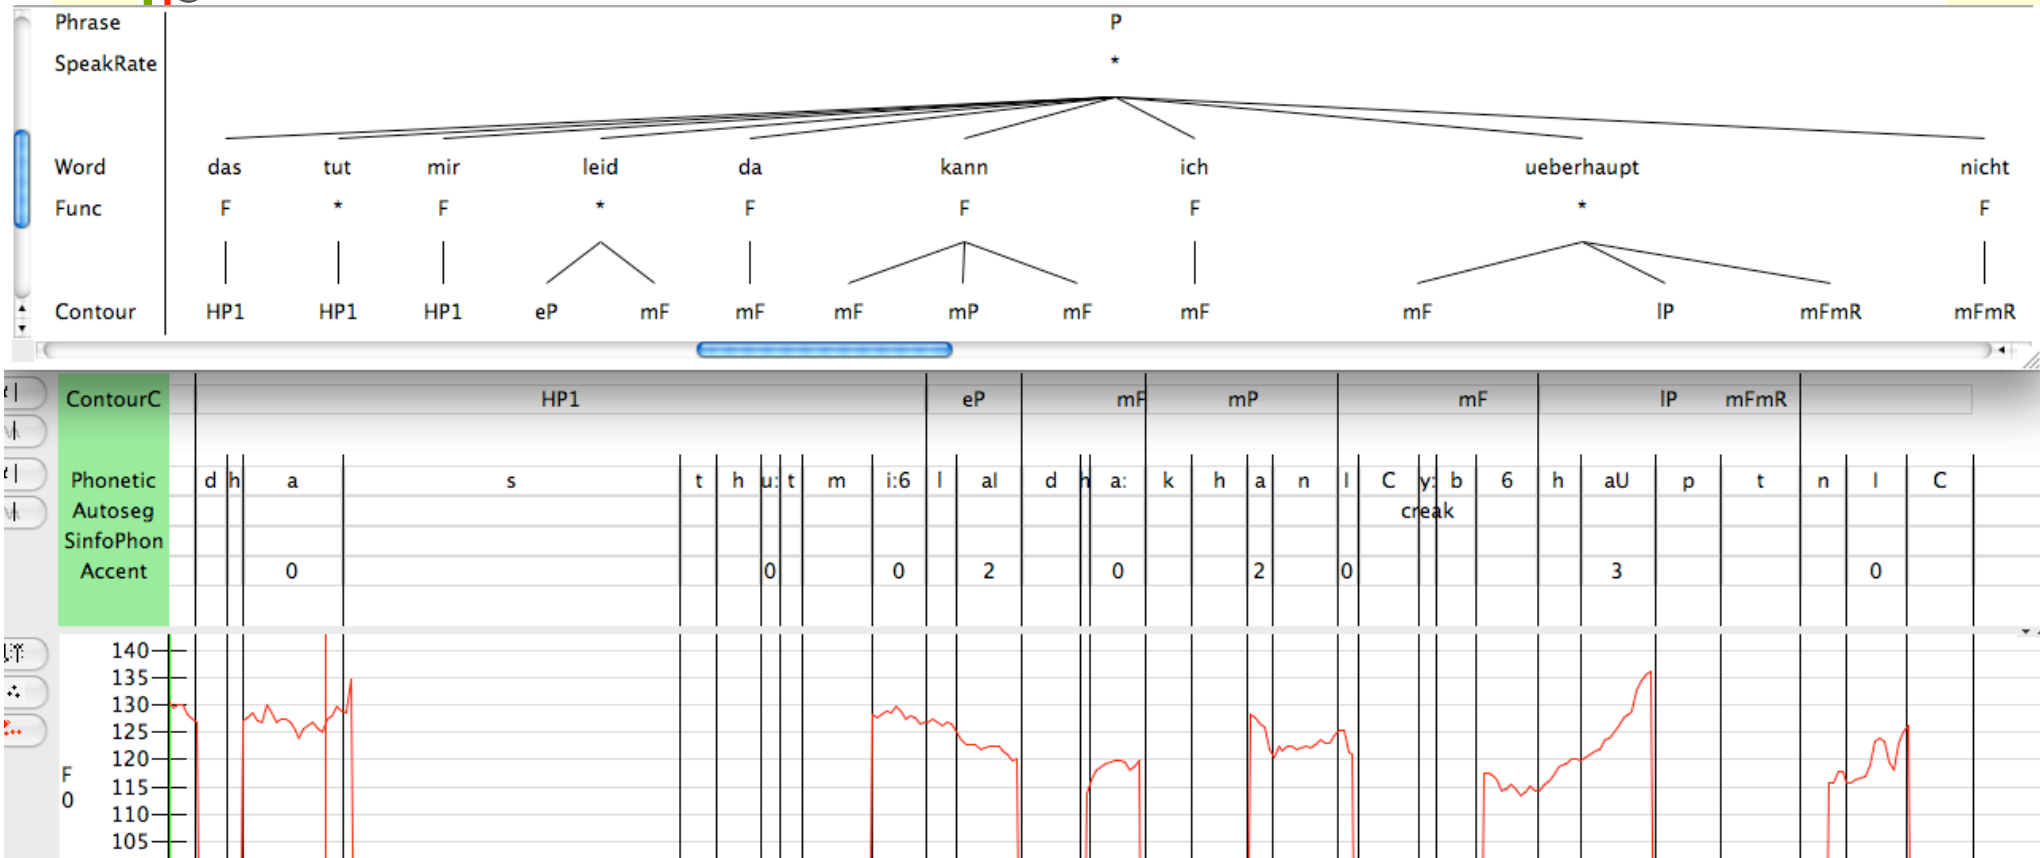 Phrase P
SpeakRate *
Word das tut mir leid da kann ich ueberhaupt nicht
Func F * F * F F F * F
Contour HP1 HP1 HP1 eP mF mF mF mP mF mF mF lP mFmR mFmR
ContourC HP1 eP mF mP mF lP mFmR
Phonetic d h a s t h u: t m i:6 l aI d h a: k h a n I C y: b 6 h aU p t n I C
Autoseg creak
SinfoPhon
Accent 0 0 0 2 0 2 0 3 0
140
135
130
125
120
115
110
105
F
0